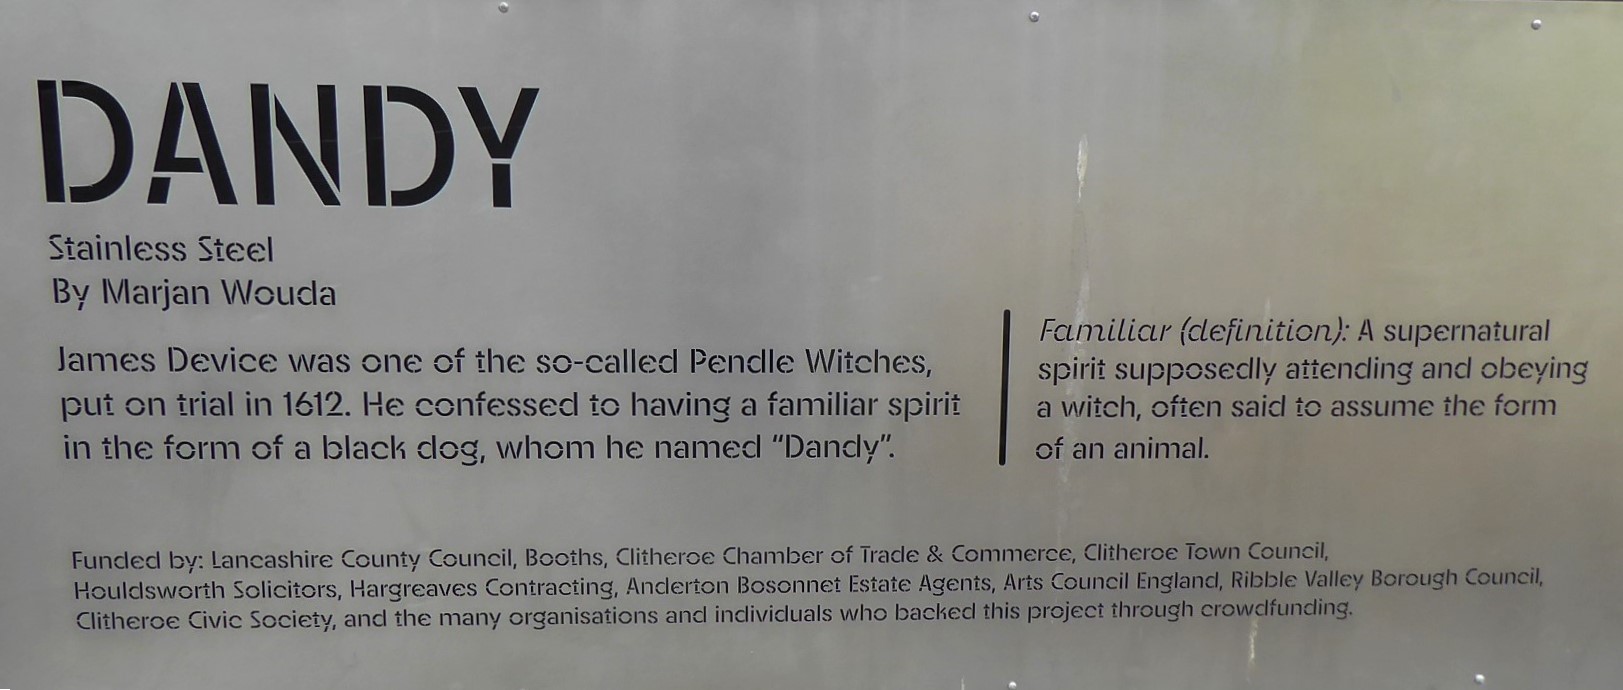 DANDY
Stainless Steel
By Marjan Wouda
James Device was one of the so-called Pendle Witches,
put on trial in 1612. He confessed to having a familiar spirit
in the form of a black dog, whom he named "Dandy".
Familiar (definition): A supernatural
spirit supposedly attending and obeying
a witch, often said to assume the form
of an animal.
Funded by: Lancashire County Council, Booths, Clitheroe Chamber of Trade & Commerce, Clitheroe Town Council,
Houldsworth Solicitors, Hargreaves Contracting, Anderton Bosonnet Estate Agents, Arts Council England, Ribble Valley Borough Council,
Clitheroe Civic Society, and the many organisations and individuals who backed this project through crowdfunding.